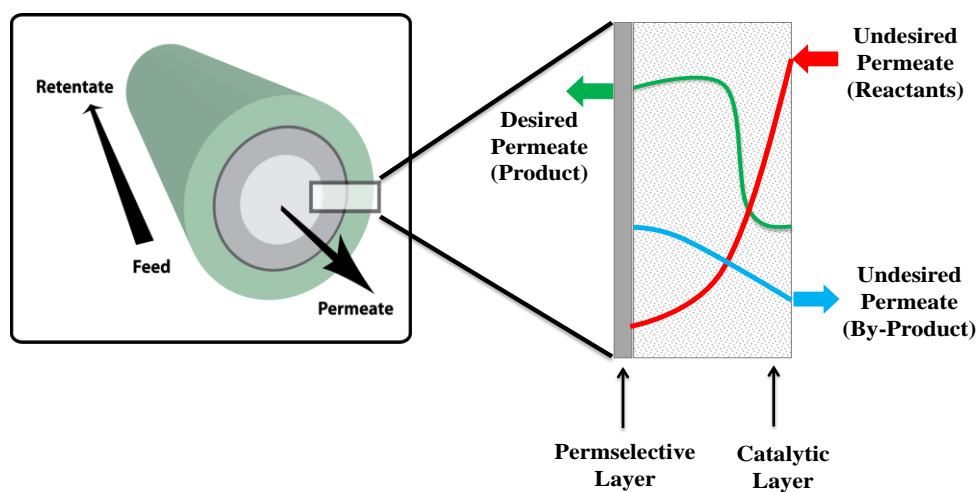 Retentate
Feed
Permeate
Desired
Permeate
(Product)
Undesired
Permeate
(Reactants)
Undesired
Permeate
(By-Product)
Permselective
Layer
Catalytic
Layer